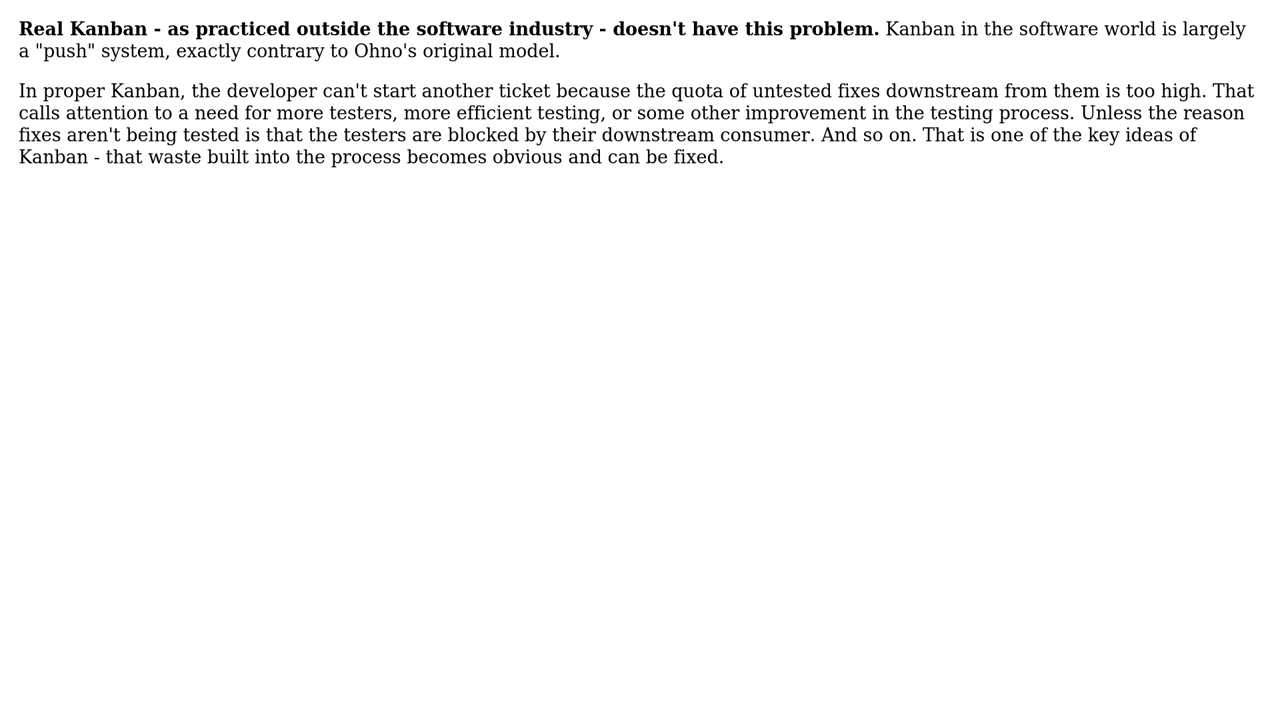 Real Kanban - as practiced outside the software industry - doesn't have this problem. Kanban in the software world is largely
a "push" system, exactly contrary to Ohno's original model.
In proper Kanban, the developer can't start another ticket because the quota of untested fixes downstream from them is too high. That
calls attention to a need for more testers, more efficient testing, or some other improvement in the testing process. Unless the reason
fixes aren't being tested is that the testers are blocked by their downstream consumer. And so on. That is one of the key ideas of
Kanban - that waste built into the process becomes obvious and can be fixed.